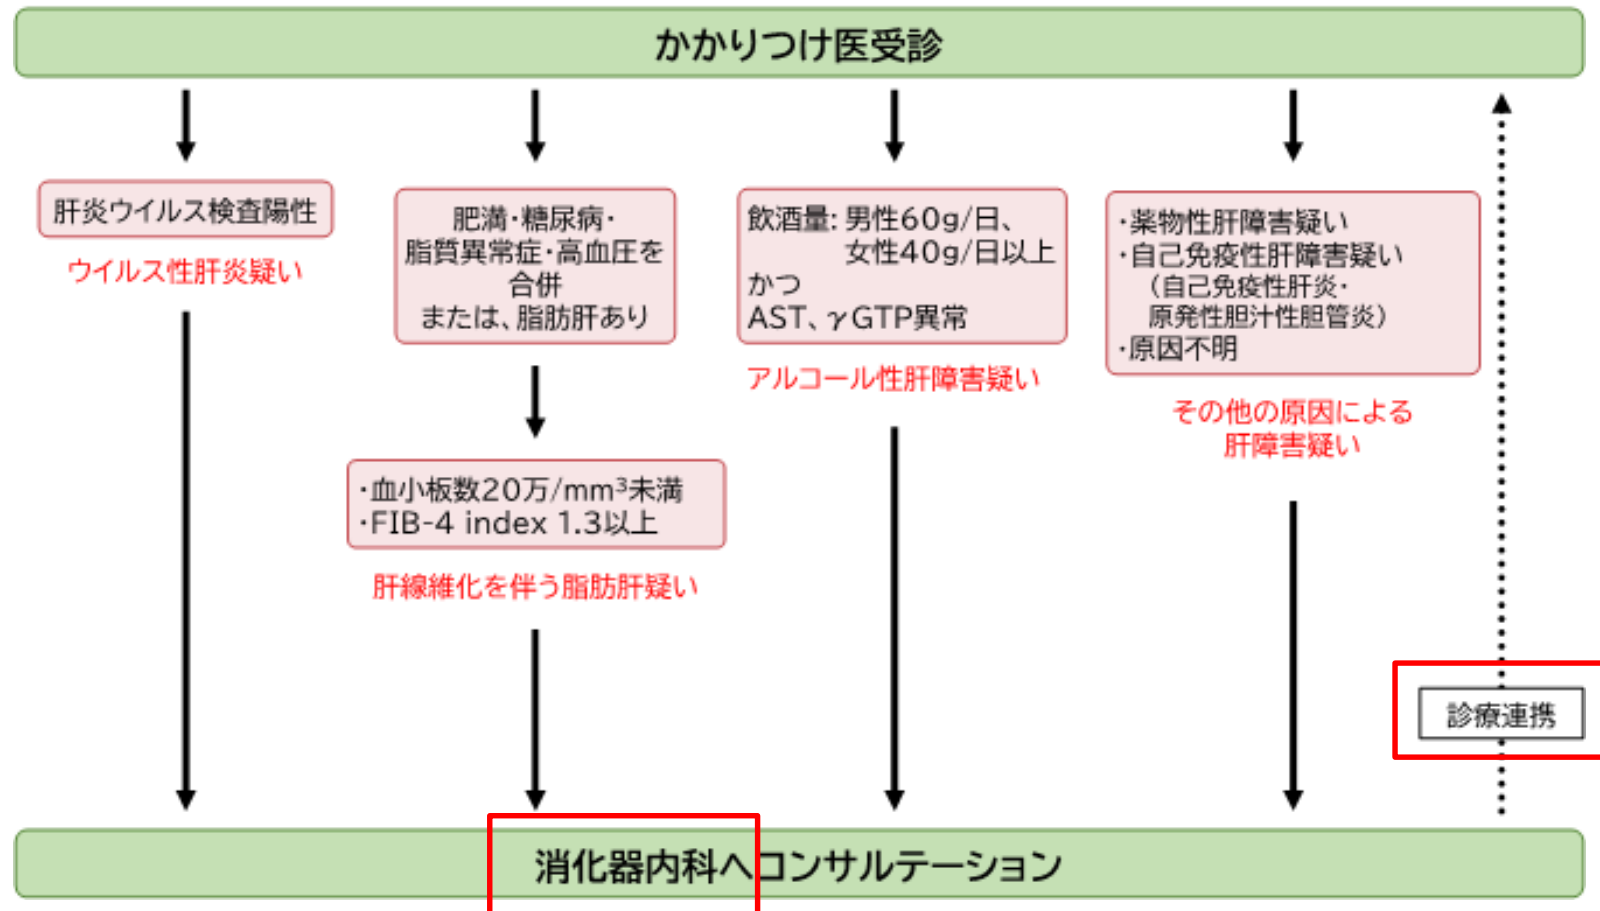 かかりつけ医受診
肝炎ウイルス検査陽性
ウイルス性肝炎疑い
肥満・糖尿病・
脂質異常症・高血圧を
合併
または、脂肪肝あり
・血小板数20万/mm³未満
・FIB-4 index 1.3以上
肝線維化を伴う脂肪肝疑い
飲酒量: 男性60g/日、
女性40g/日以上
かつ
AST、γGTP異常
アルコール性肝障害疑い
・薬物性肝障害疑い
・自己免疫性肝障害疑い
（自己免疫性肝炎・
原発性胆汁性胆管炎）
・原因不明
その他の原因による
肝障害疑い
診療連携
消化器内科へコンサルテーション